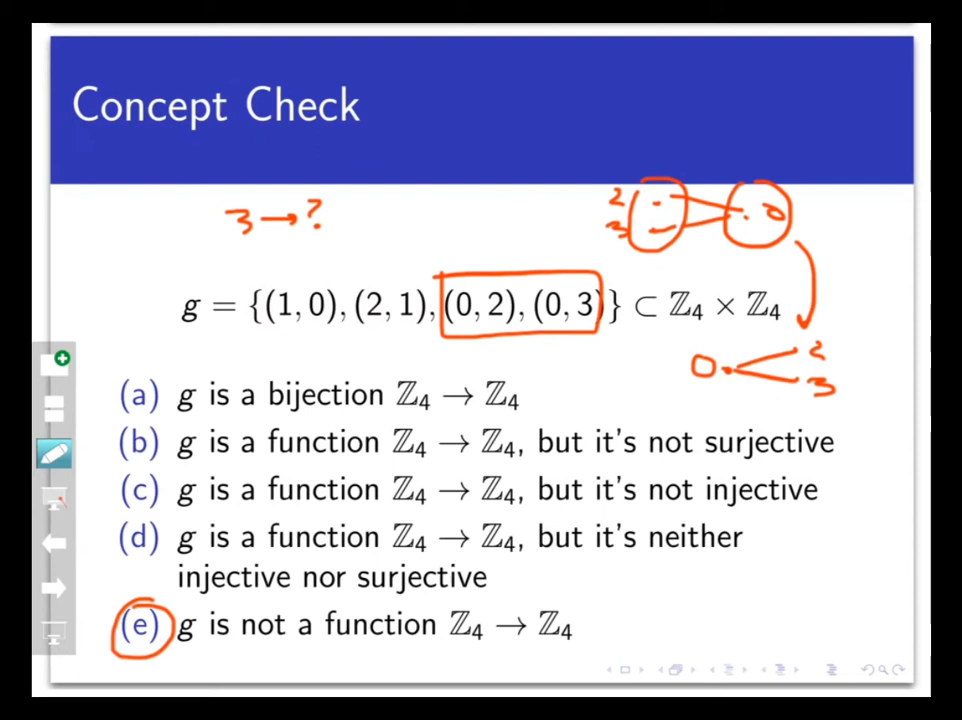 Concept Check
3 → ?
2
3
0
g = {(1, 0), (2, 1), (0, 2), (0, 3)} ⊂ ℤ₄ × ℤ₄
0
2
3
(a) g is a bijection ℤ₄ → ℤ₄
(b) g is a function ℤ₄ → ℤ₄, but it's not surjective
(c) g is a function ℤ₄ → ℤ₄, but it's not injective
(d) g is a function ℤ₄ → ℤ₄, but it's neither
injective nor surjective
(e) g is not a function ℤ₄ → ℤ₄